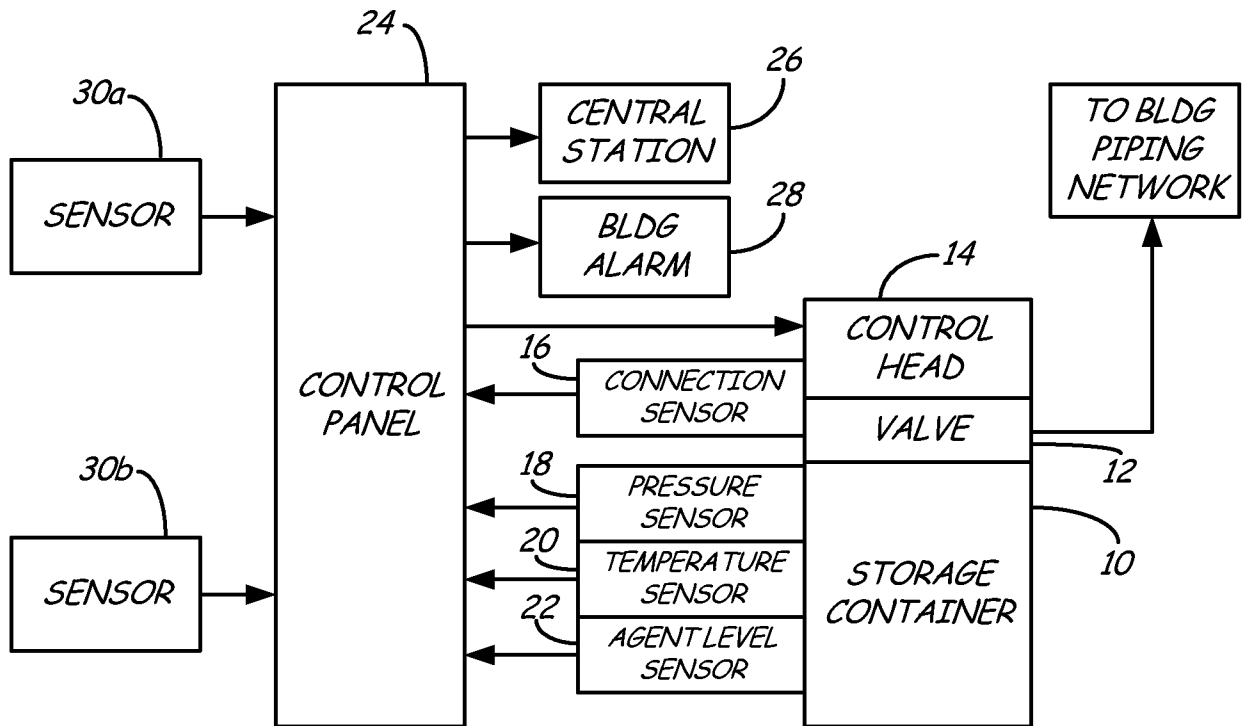 24
26
30a
CENTRAL
STATION
TO BLDG
PIPING
NETWORK
SENSOR
28
BLDG
ALARM
14
CONTROL
HEAD
16
CONNECTION
SENSOR
CONTROL
PANEL
VALVE
12
30b
18
PRESSURE
SENSOR
10
20
TEMPERATURE
SENSOR
STORAGE
CONTAINER
SENSOR
22
AGENT LEVEL
SENSOR